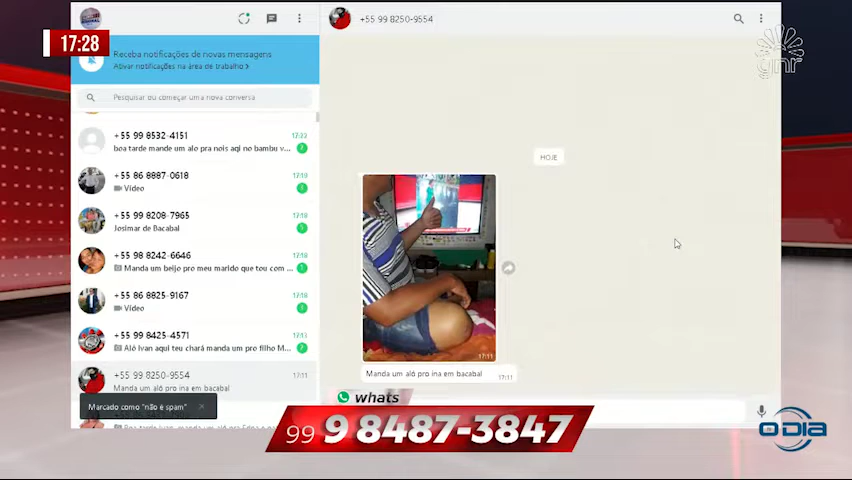 17:28
Receba notificações de novas mensagens
Ativar notificações na área de trabalho >
Pesquisar ou começar uma nova conversa
+55 99 8532-4151
boa tarde mande um alo pra nois aqi no bambu v...
+55 86 8887-0618
17:19
Vídeo
1
+55 99 8208-7965
17:18
Josimar de Bacabal
1
+55 98 8242-6646
17:18
Manda um beijo pro meu marido que tou com ...
1
+55 86 8825-9167
17:18
Vídeo
1
+55 99 8425-4571
Alô Ivan aqui teu chará manda um pro filho M...
+55 99 8250-9554
17:11
Manda um alô pro ina em bacabal
Marcado como "não é spam" ×
+55 99 8250-9554
HOJE
17:11
Manda um alô pro ina em bacabal
17:11
gnr
whats
99 9 8487-3847
O DIA